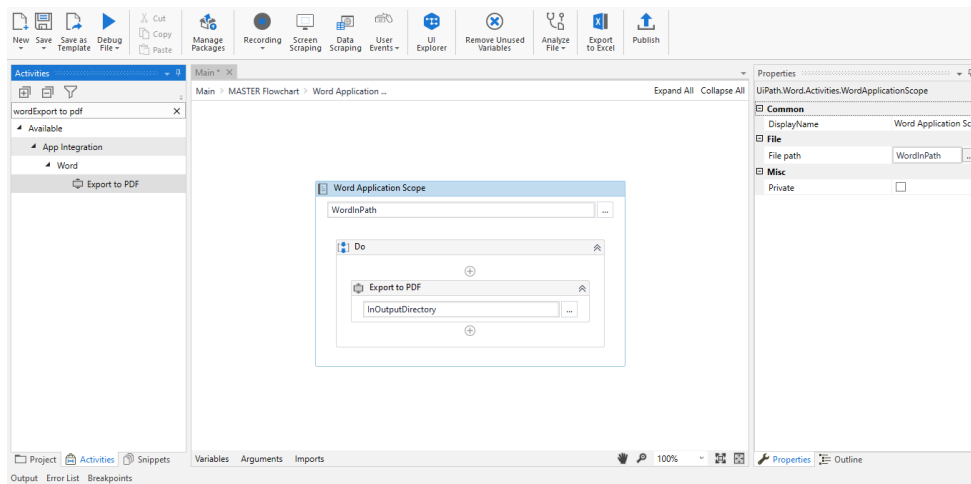 New Save Save as Template Debug File Cut Copy Paste Manage Packages Recording Screen Scraping Data Scraping User Events UI Explorer Remove Unused Variables Analyze File Export to Excel Publish
Activities
Main* ×
Properties
Main > MASTER Flowchart > Word Application ... Expand All Collapse All
UiPath.Word.Activities.WordApplicationScope
wordExport to pdf
Available
App Integration
Word
Export to PDF
Word Application Scope
WordInPath ...
Do
Export to PDF
InOutputDirectory ...
Common
DisplayName Word Application Sc
File
File path WordInPath ...
Misc
Private
Project Activities Snippets
Variables Arguments Imports 100%
Properties Outline
Output Error List Breakpoints